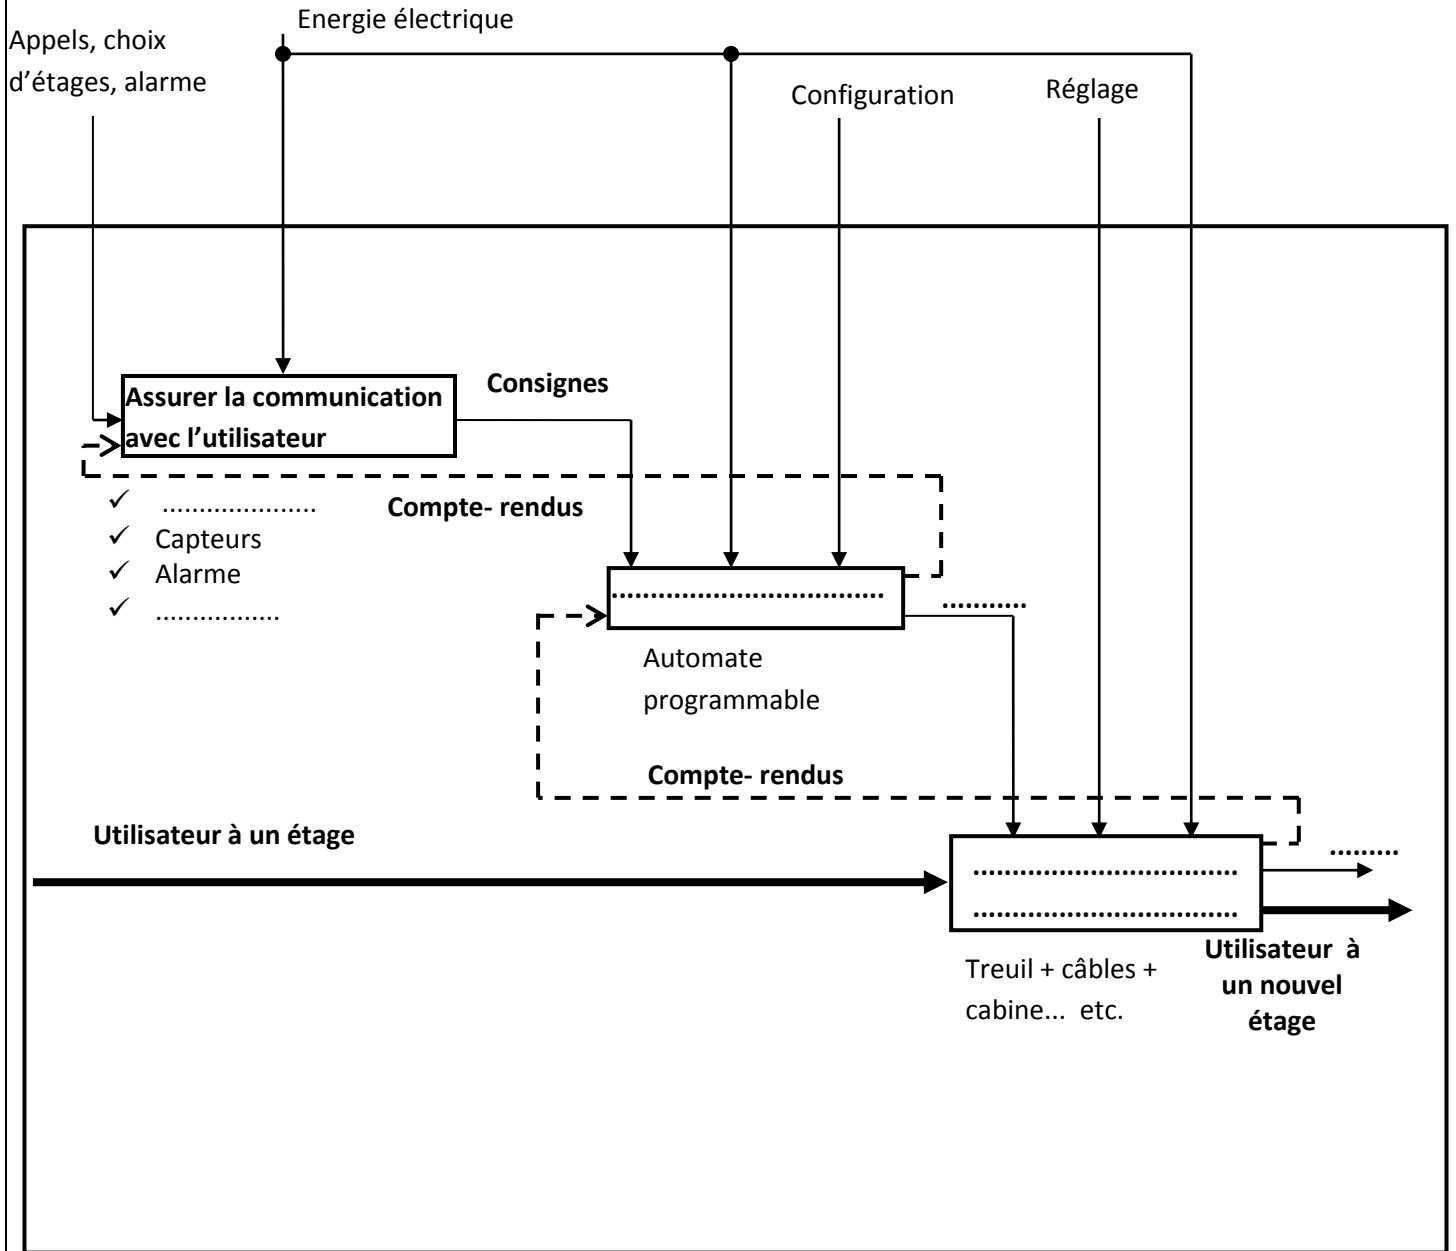 Energie électrique
Appels, choix
d’étages, alarme
Configuration
Réglage
Assurer la communication
avec l’utilisateur
Consignes
Compte- rendus
✓ .....................
✓ Capteurs
✓ Alarme
✓ .................
...................................
...........
Automate
programmable
Compte- rendus
Utilisateur à un étage
..................................
..................................
.........
Treuil + câbles +
cabine... etc.
Utilisateur à
un nouvel
étage